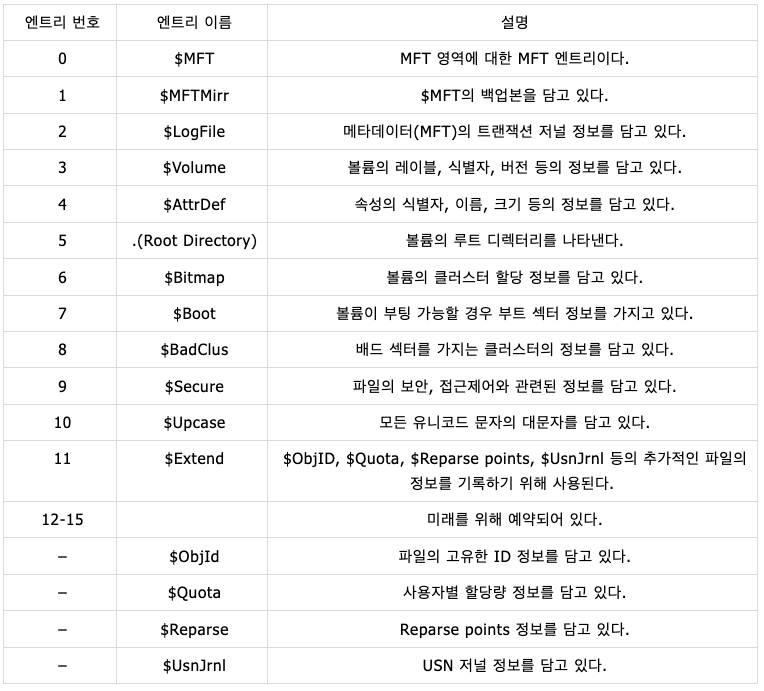 엔트리 번호 엔트리 이름 설명
0 $MFT MFT 영역에 대한 MFT 엔트리이다.
1 $MFTMirr $MFT의 백업본을 담고 있다.
2 $LogFile 메타데이터(MFT)의 트랜잭션 저널 정보를 담고 있다.
3 $Volume 볼륨의 레이블, 식별자, 버전 등의 정보를 담고 있다.
4 $AttrDef 속성의 식별자, 이름, 크기 등의 정보를 담고 있다.
5 .(Root Directory) 볼륨의 루트 디렉터리를 나타낸다.
6 $Bitmap 볼륨의 클러스터 할당 정보를 담고 있다.
7 $Boot 볼륨이 부팅 가능할 경우 부트 섹터 정보를 가지고 있다.
8 $BadClus 배드 섹터를 가지는 클러스터의 정보를 담고 있다.
9 $Secure 파일의 보안, 접근제어와 관련된 정보를 담고 있다.
10 $Upcase 모든 유니코드 문자의 대문자를 담고 있다.
11 $Extend $ObjID, $Quota, $Reparse points, $UsnJrnl 등의 추가적인 파일의
정보를 기록하기 위해 사용된다.
12-15 미래를 위해 예약되어 있다.
– $ObjId 파일의 고유한 ID 정보를 담고 있다.
– $Quota 사용자별 할당량 정보를 담고 있다.
– $Reparse Reparse points 정보를 담고 있다.
– $UsnJrnl USN 저널 정보를 담고 있다.